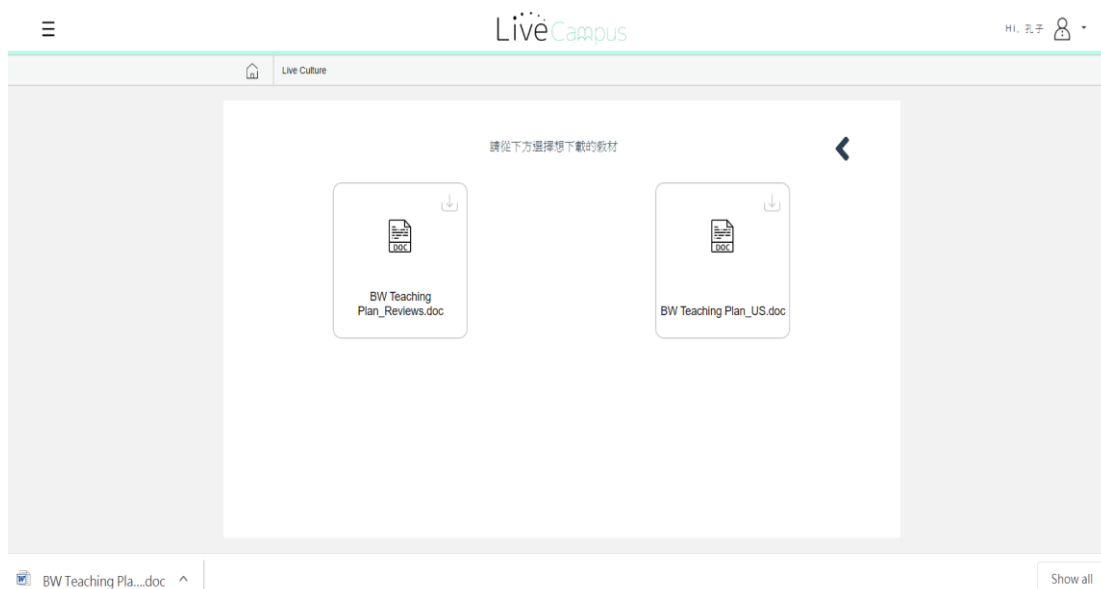 LiveCampus
Hi, 孔子
Live Culture
請從下方選擇想下載的教材
DOC
BW Teaching
Plan_Reviews.doc
DOC
BW Teaching Plan_US.doc
BW Teaching Pla....doc
Show all